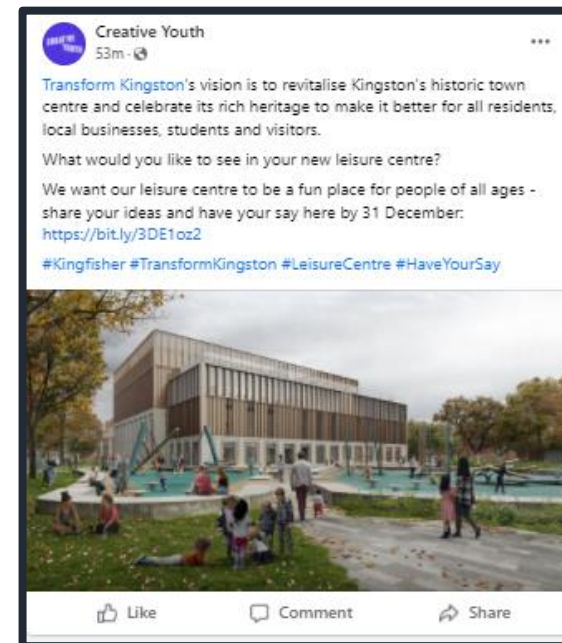 CREATIVE
YOUTH
Creative Youth
53m ·
Transform Kingston's vision is to revitalise Kingston's historic town
centre and celebrate its rich heritage to make it better for all residents,
local businesses, students and visitors.
What would you like to see in your new leisure centre?
We want our leisure centre to be a fun place for people of all ages -
share your ideas and have your say here by 31 December:
https://bit.ly/3DE1oz2
#Kingfisher #TransformKingston #LeisureCentre #HaveYourSay
Like
Comment
Share